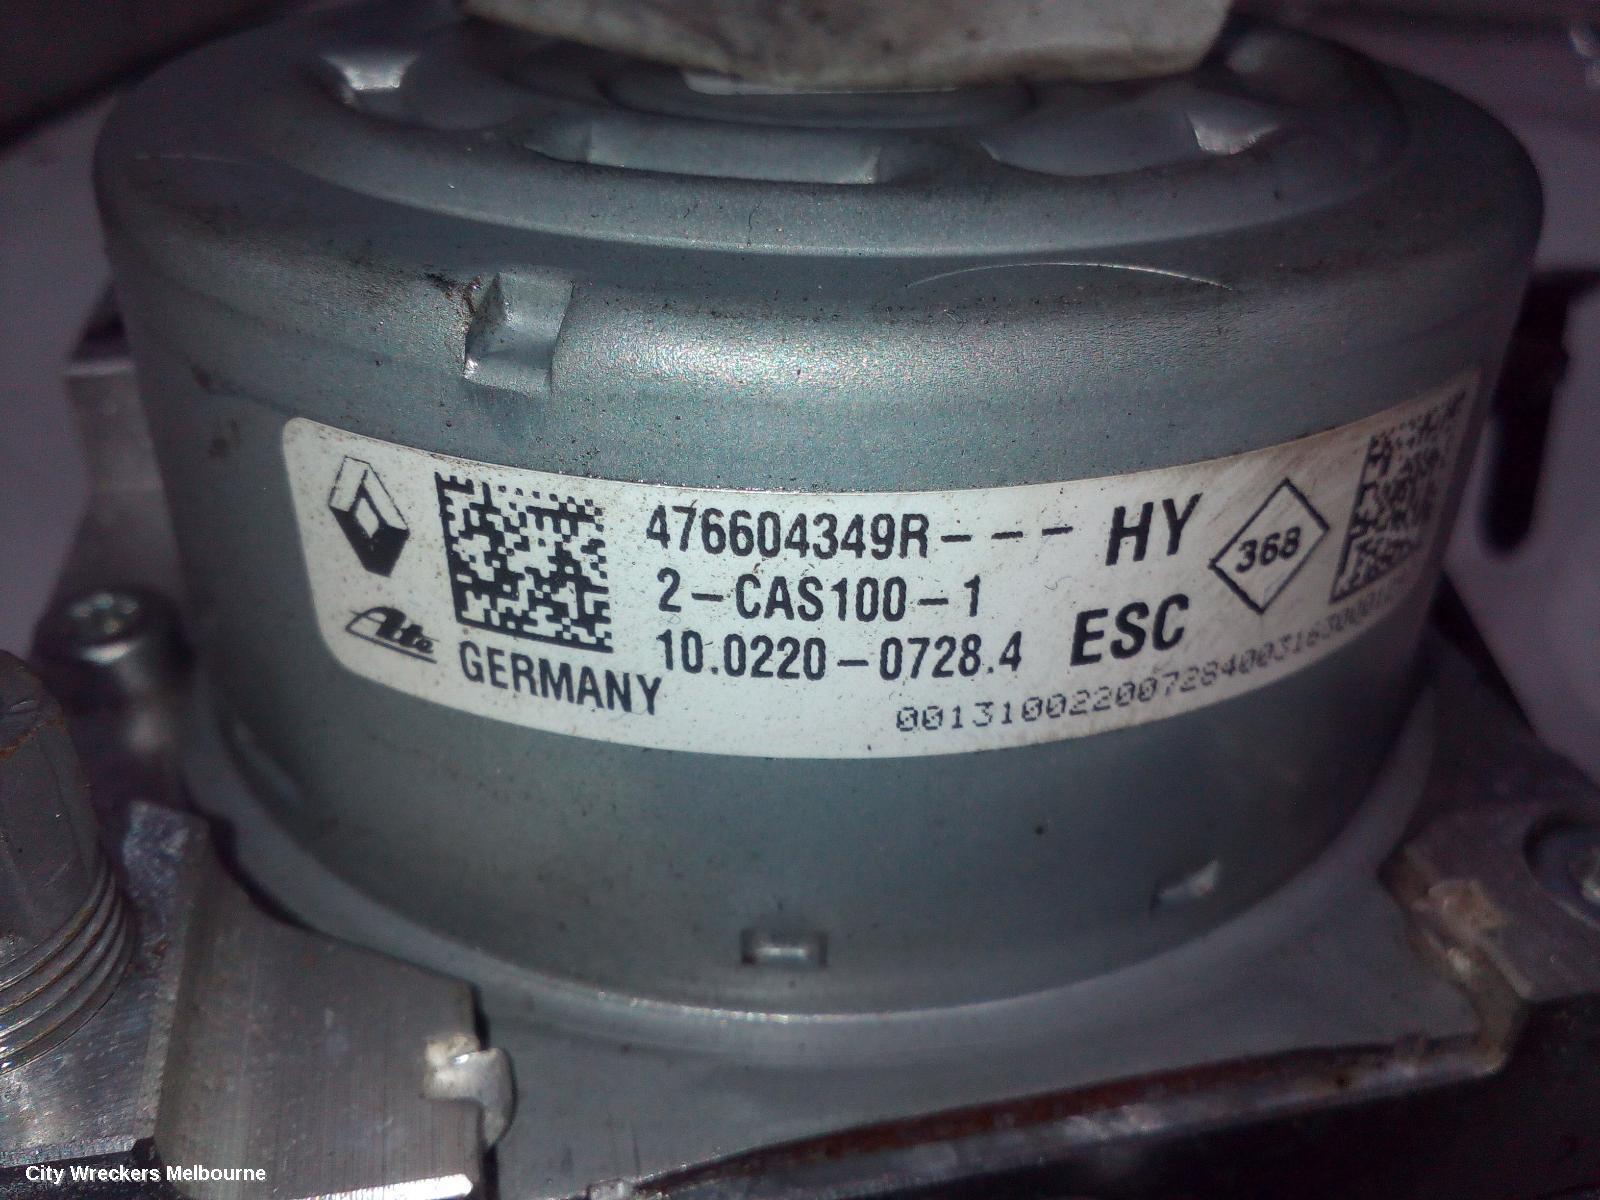 476604349R--- HY
2-CAS100-1
10.0220-0728.4 ESC
368
Ate
GERMANY
City Wreckers Melbourne